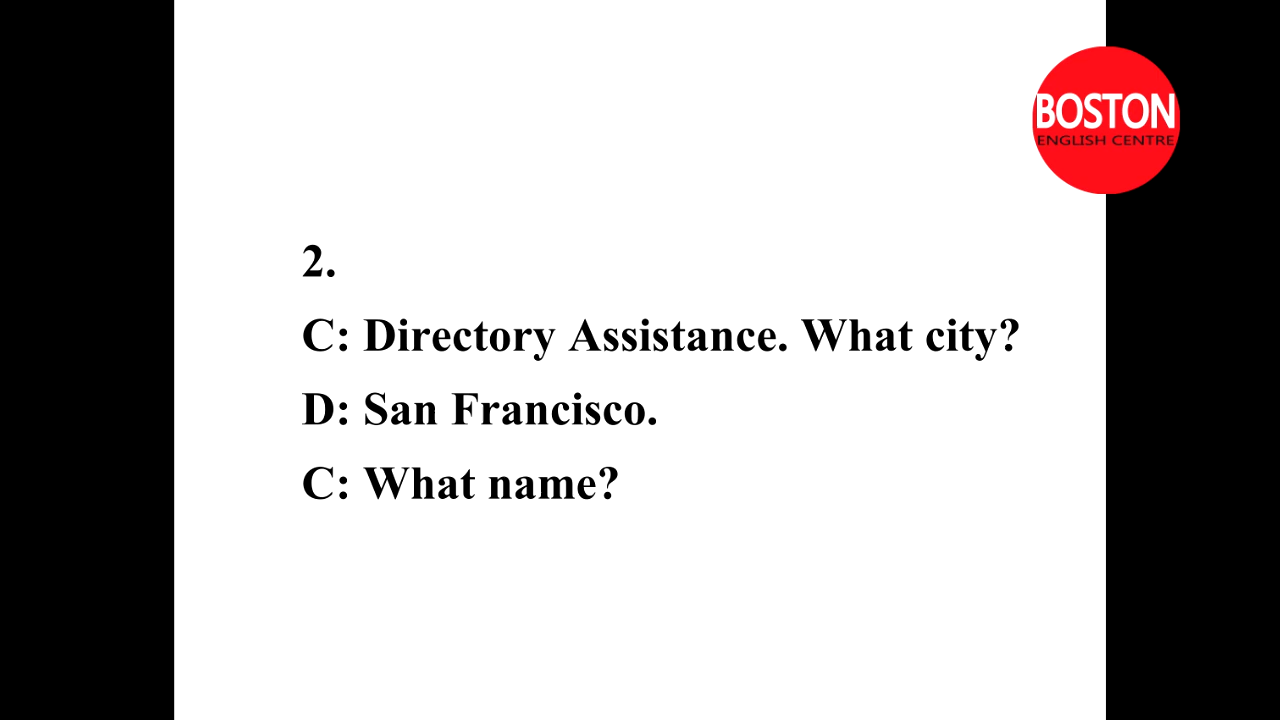 BOSTON
ENGLISH CENTRE
2.
C: Directory Assistance. What city?
D: San Francisco.
C: What name?